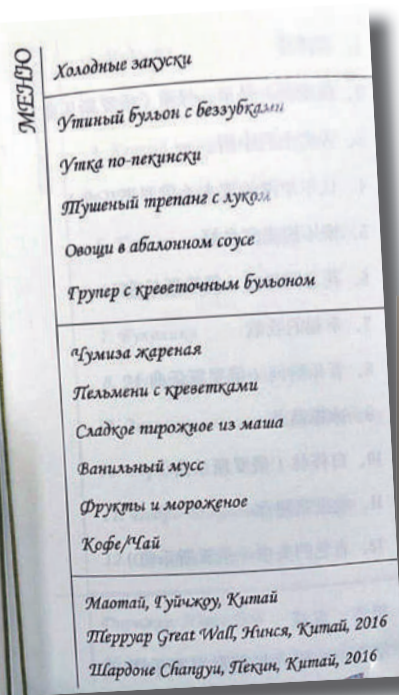 МЕНЮ
Холодные закуски
Утиный бульон с беззубками
Утка по-пекински
Тушеный трепанг с луком
Овощи в абалонном соусе
Групер с креветочным бульоном
Чумиза жареная
Пельмени с креветками
Сладкое пирожное из маша
Ванильный мусс
Фрукты и мороженое
Кофе/Чай
Маотай, Гуйчжоу, Китай
Терруар Great Wall, Нинся, Китай, 2016
Шардоне Changyu, Пекин, Китай, 2016